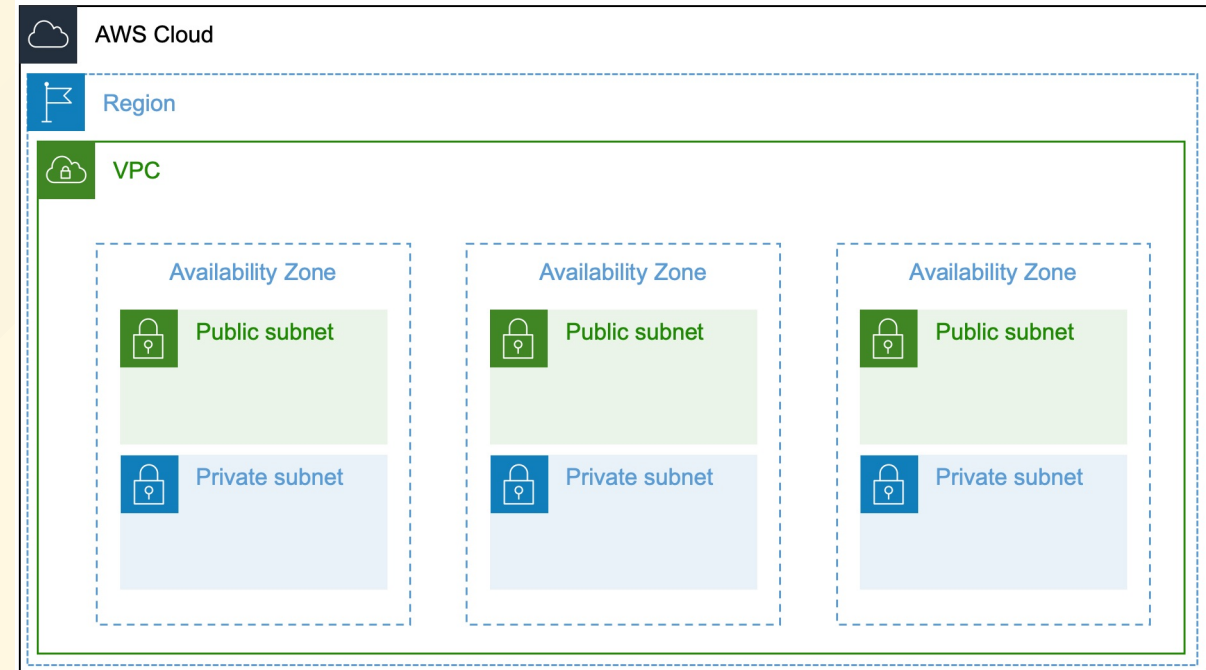 AWS Cloud
Region
VPC
Availability Zone
Availability Zone
Availability Zone
Public subnet
Public subnet
Public subnet
Private subnet
Private subnet
Private subnet